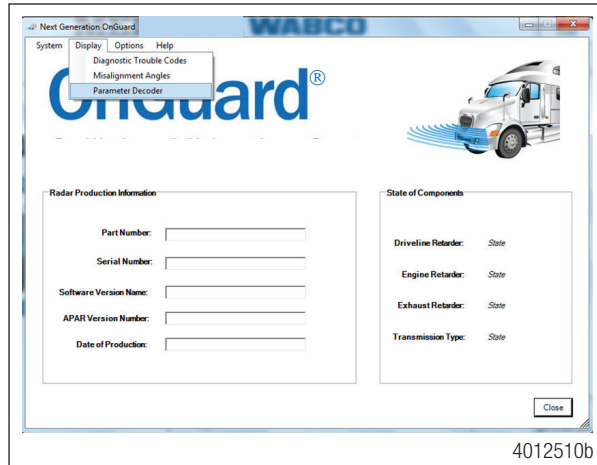 Next Generation OnGuard
WABCO
System Display Options Help
Diagnostic Trouble Codes
Misalignment Angles
Parameter Decoder
OnGuard®
Radar Production Information
Part Number:
Serial Number:
Software Version Name:
APAR Version Number:
Date of Production:
State of Components
Driveline Retarder: State
Engine Retarder: State
Exhaust Retarder: State
Transmission Type: State
Close
4012510b